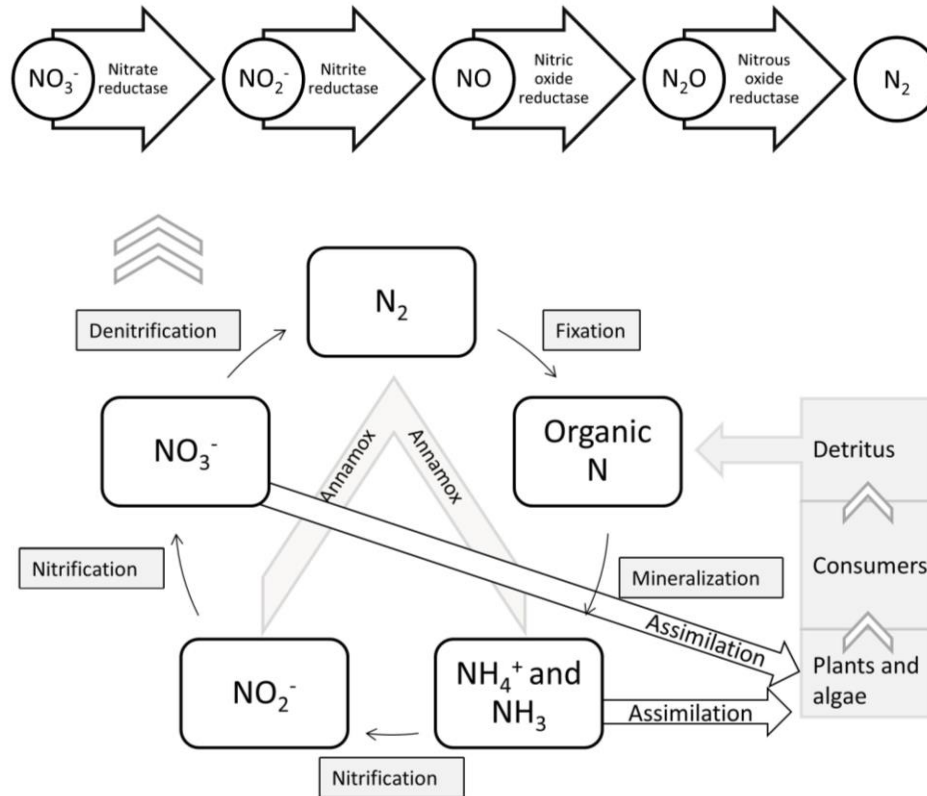 NO₃⁻
Nitrate
reductase
NO₂⁻
Nitrite
reductase
NO
Nitric
oxide
reductase
N₂O
Nitrous
oxide
reductase
N₂
Denitrification
N₂
Fixation
NO₃⁻
Annamox
Annamox
Organic
N
Detritus
Nitrification
Mineralization
Consumers
Assimilation
NO₂⁻
NH₄⁺ and
NH₃
Assimilation
Plants and
algae
Nitrification